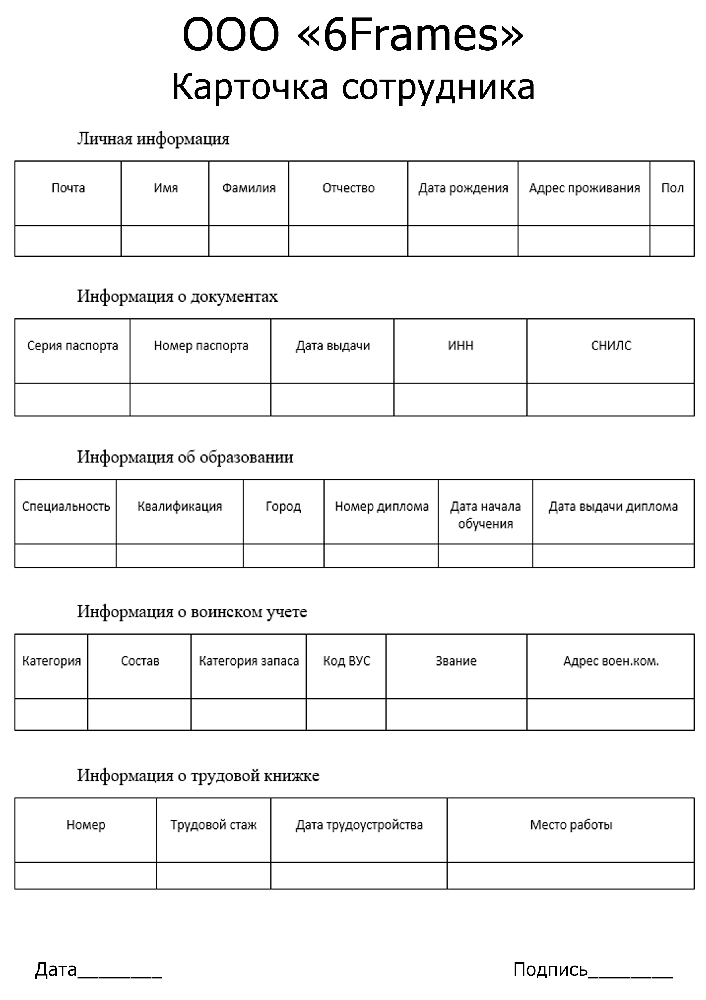 ООО «6Frames»
Карточка сотрудника
Личная информация
Почта Имя Фамилия Отчество Дата рождения Адрес проживания Пол
Информация о документах
Серия паспорта Номер паспорта Дата выдачи ИНН СНИЛС
Информация об образовании
Специальность Квалификация Город Номер диплома Дата начала обучения Дата выдачи диплома
Информация о воинском учете
Категория Состав Категория запаса Код ВУС Звание Адрес воен.ком.
Информация о трудовой книжке
Номер Трудовой стаж Дата трудоустройства Место работы
Дата________ Подпись________